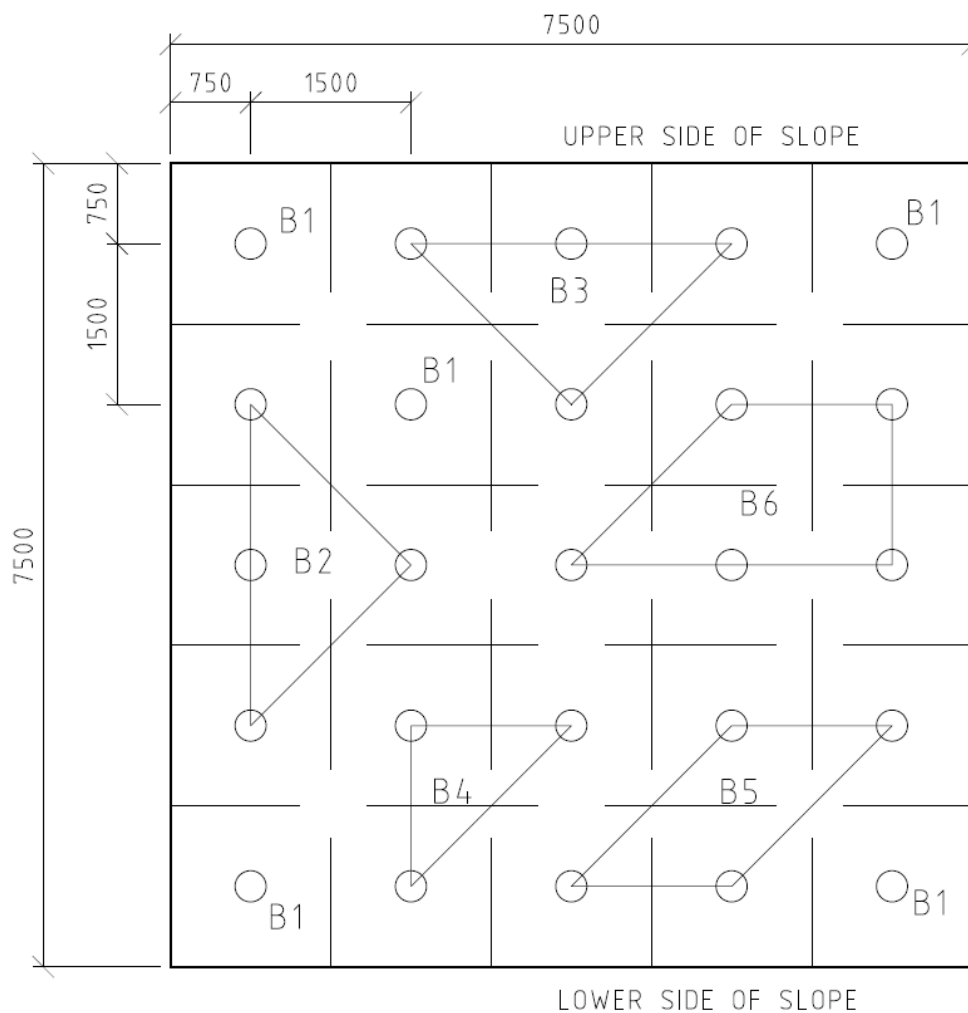 7500
750
1500
UPPER SIDE OF SLOPE
750
B1
B1
B3
1500
B1
B6
7500
B2
B4
B5
B1
B1
LOWER SIDE OF SLOPE